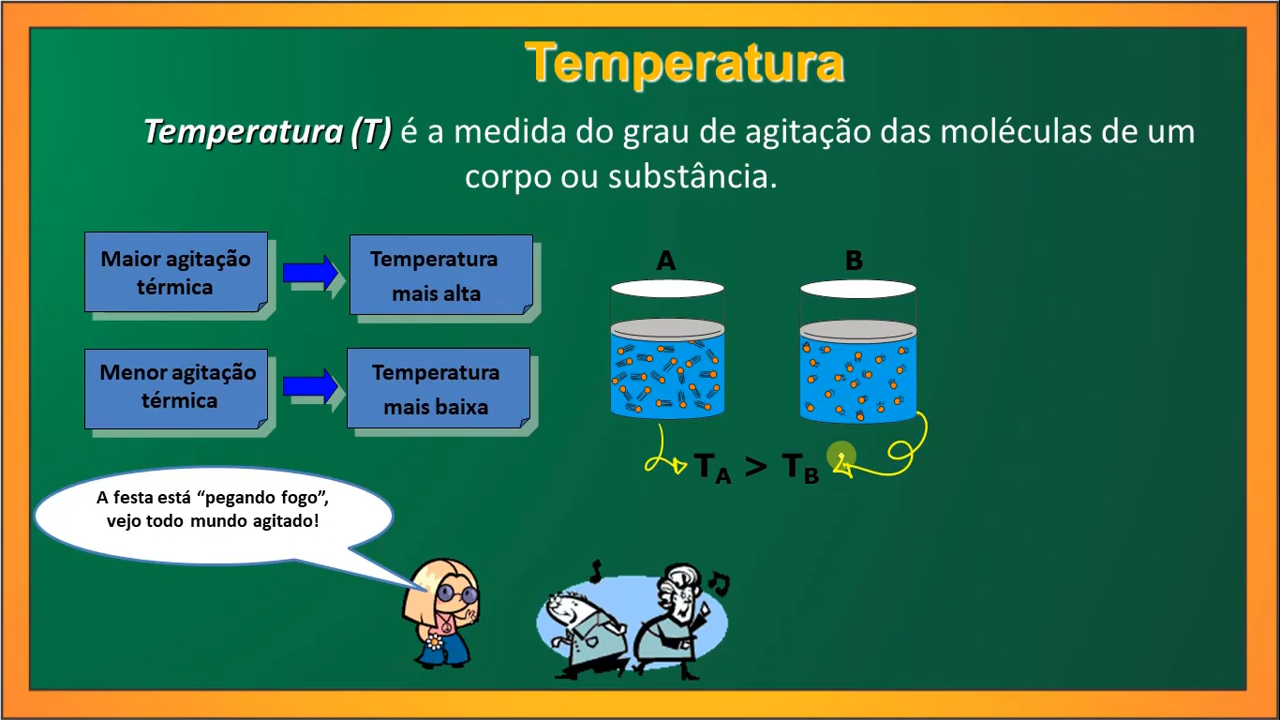 Temperatura
Temperatura (T) é a medida do grau de agitação das moléculas de um
corpo ou substância.
Maior agitação
térmica
Temperatura
mais alta
Menor agitação
térmica
Temperatura
mais baixa
A
B
TA > TB
A festa está “pegando fogo”,
vejo todo mundo agitado!